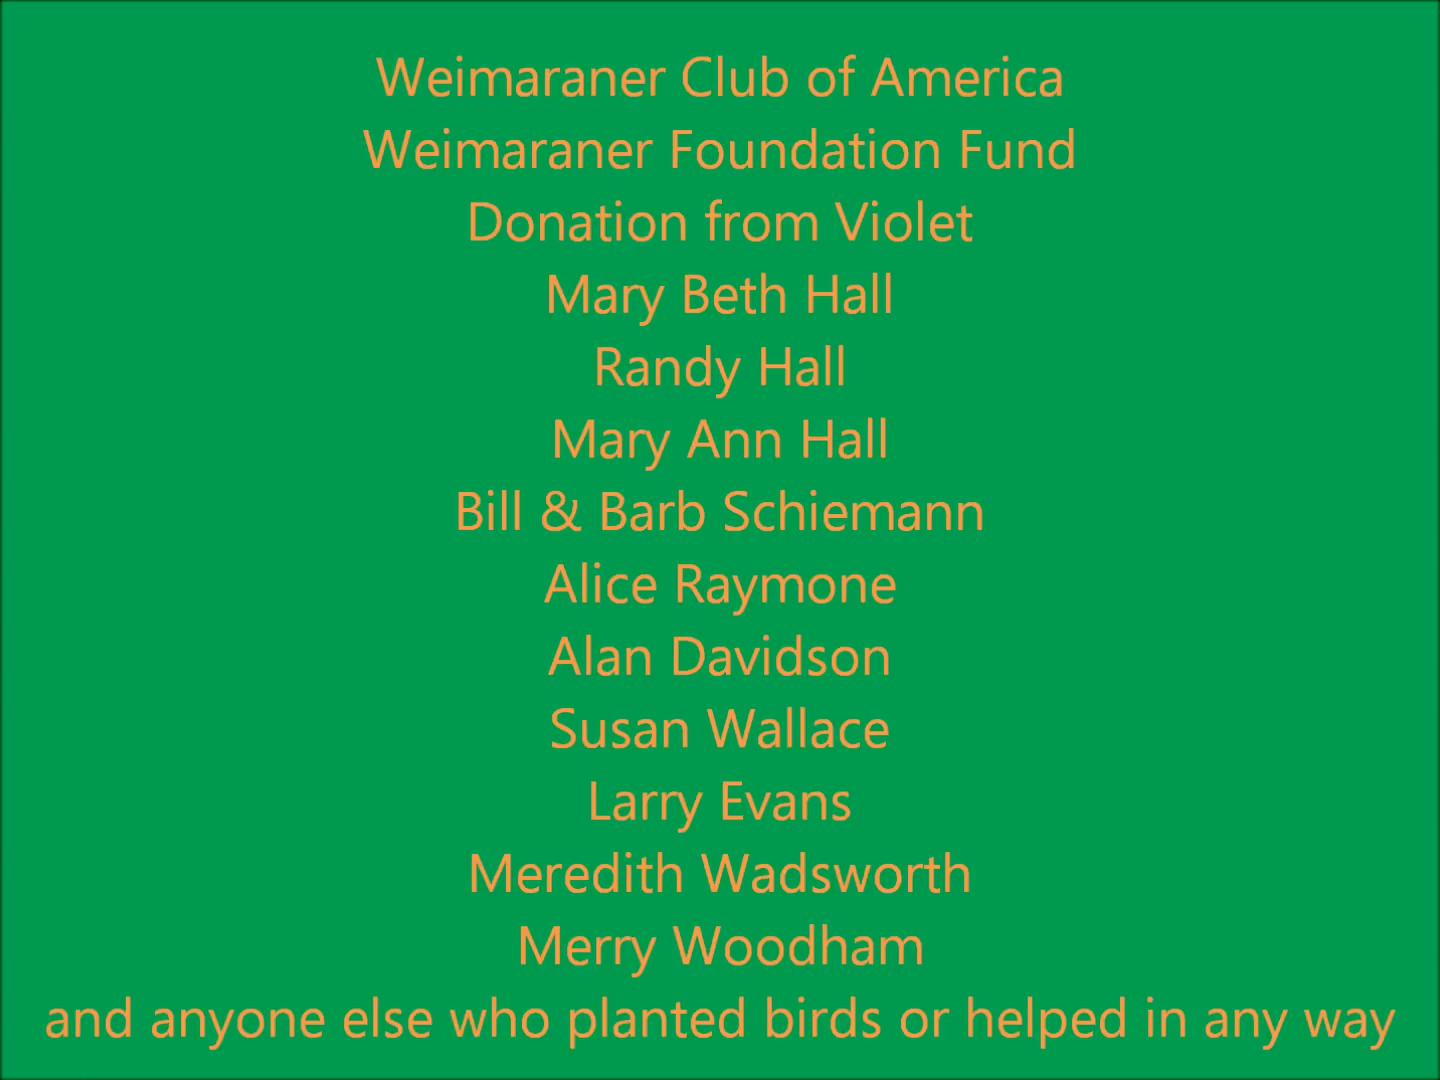 Weimaraner Club of America
Weimaraner Foundation Fund
Donation from Violet
Mary Beth Hall
Randy Hall
Mary Ann Hall
Bill & Barb Schiemann
Alice Raymone
Alan Davidson
Susan Wallace
Larry Evans
Meredith Wadsworth
Merry Woodham
and anyone else who planted birds or helped in any way